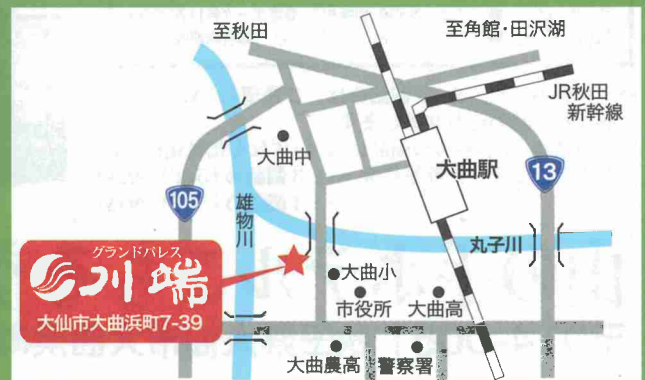 至秋田
至角館・田沢湖
JR秋田
新幹線
大曲中
大曲駅
13
105
雄物川
丸子川
グランドパレス
川端
大仙市大曲浜町7-39
大曲小
市役所
大曲高
大曲農高
警察署